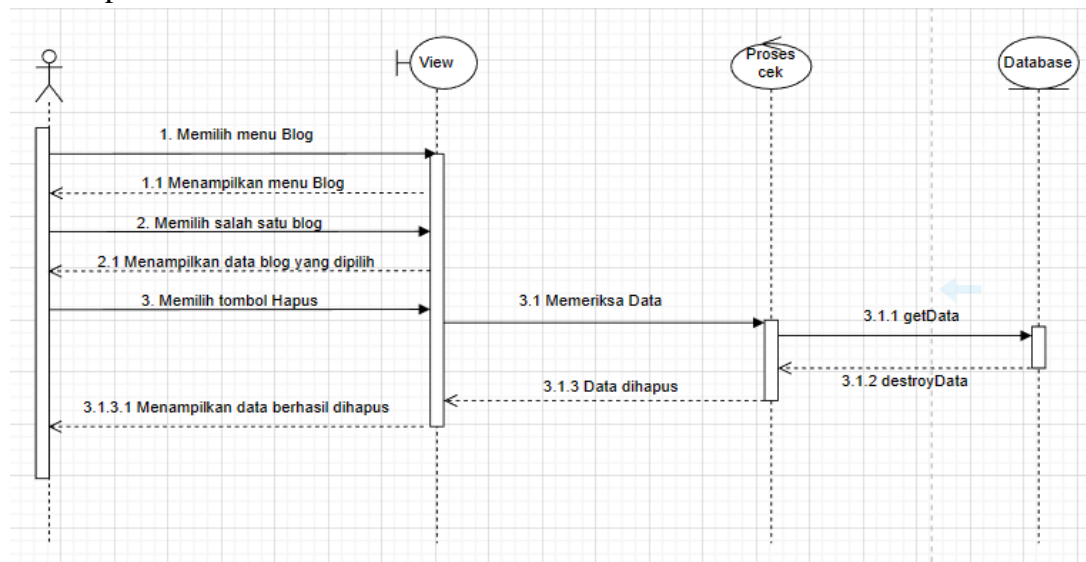 View
Proses
cek
Database
1. Memilih menu Blog
1.1 Menampilkan menu Blog
2. Memilih salah satu blog
2.1 Menampilkan data blog yang dipilih
3. Memilih tombol Hapus
3.1 Memeriksa Data
3.1.1 getData
3.1.2 destroyData
3.1.3 Data dihapus
3.1.3.1 Menampilkan data berhasil dihapus